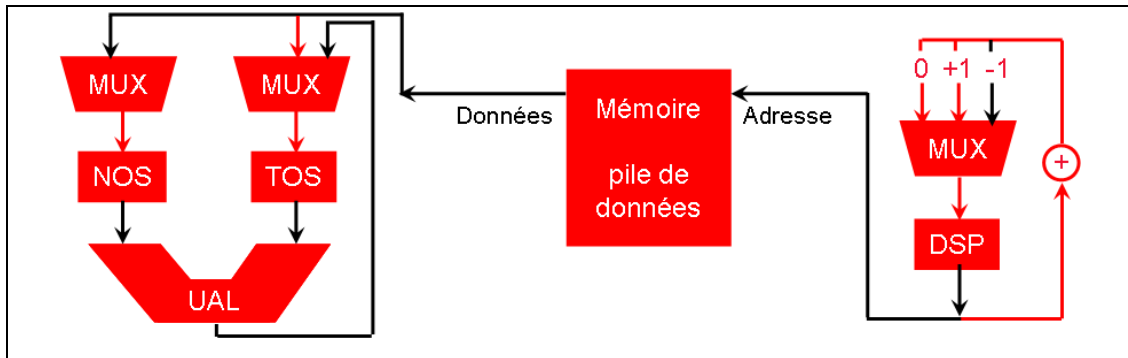 MUX
MUX
NOS
TOS
UAL
Données
Mémoire
pile de
données
Adresse
0 +1 -1
MUX
+
DSP